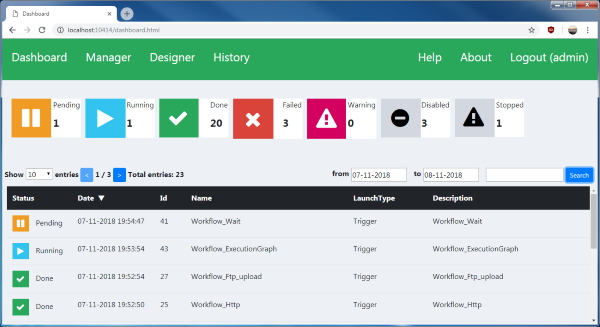 Dashboard
localhost:10414/dashboard.html
Dashboard Manager Designer History Help About Logout (admin)
Pending Running Done Failed Warning Disabled Stopped
1 1 20 3 0 3 1
Show 10 entries < 1 / 3 > Total entries: 23 from 07-11-2018 to 08-11-2018 Search
Status Date ▼ Id Name LaunchType Description
Pending 07-11-2018 19:54:47 41 Workflow_Wait Trigger Workflow_Wait
Running 07-11-2018 19:53:54 43 Workflow_ExecutionGraph Trigger Workflow_ExecutionGraph
Done 07-11-2018 19:52:54 27 Workflow_Ftp_upload Trigger Workflow_Ftp_upload
Done 07-11-2018 19:52:50 25 Workflow_Http Trigger Workflow_Http